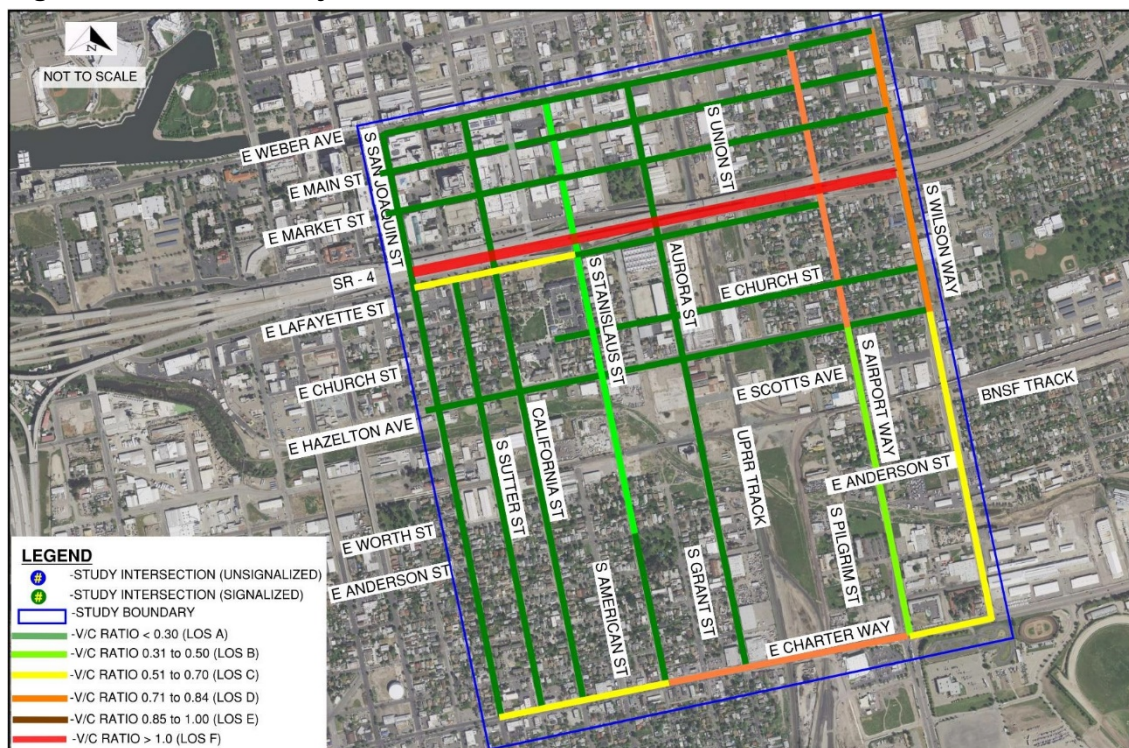 N
NOT TO SCALE
E WEBER AVE
E MAIN ST
E MARKET ST
SR - 4
E LAFAYETTE ST
E CHURCH ST
E HAZELTON AVE
E WORTH ST
E ANDERSON ST
S SAN JOAQUIN ST
S SUTTER ST
CALIFORNIA ST
S STANISLAUS ST
S AMERICAN ST
S GRANT ST
AURORA ST
S UNION ST
E CHURCH ST
E SCOTTS AVE
UPRR TRACK
S AIRPORT WAY
S WILSON WAY
BNSF TRACK
E ANDERSON ST
S PILGRIM ST
E CHARTER WAY
LEGEND
# -STUDY INTERSECTION (UNSIGNALIZED)
# -STUDY INTERSECTION (SIGNALIZED)
-STUDY BOUNDARY
-V/C RATIO < 0.30 (LOS A)
-V/C RATIO 0.31 to 0.50 (LOS B)
-V/C RATIO 0.51 to 0.70 (LOS C)
-V/C RATIO 0.71 to 0.84 (LOS D)
-V/C RATIO 0.85 to 1.00 (LOS E)
-V/C RATIO > 1.0 (LOS F)